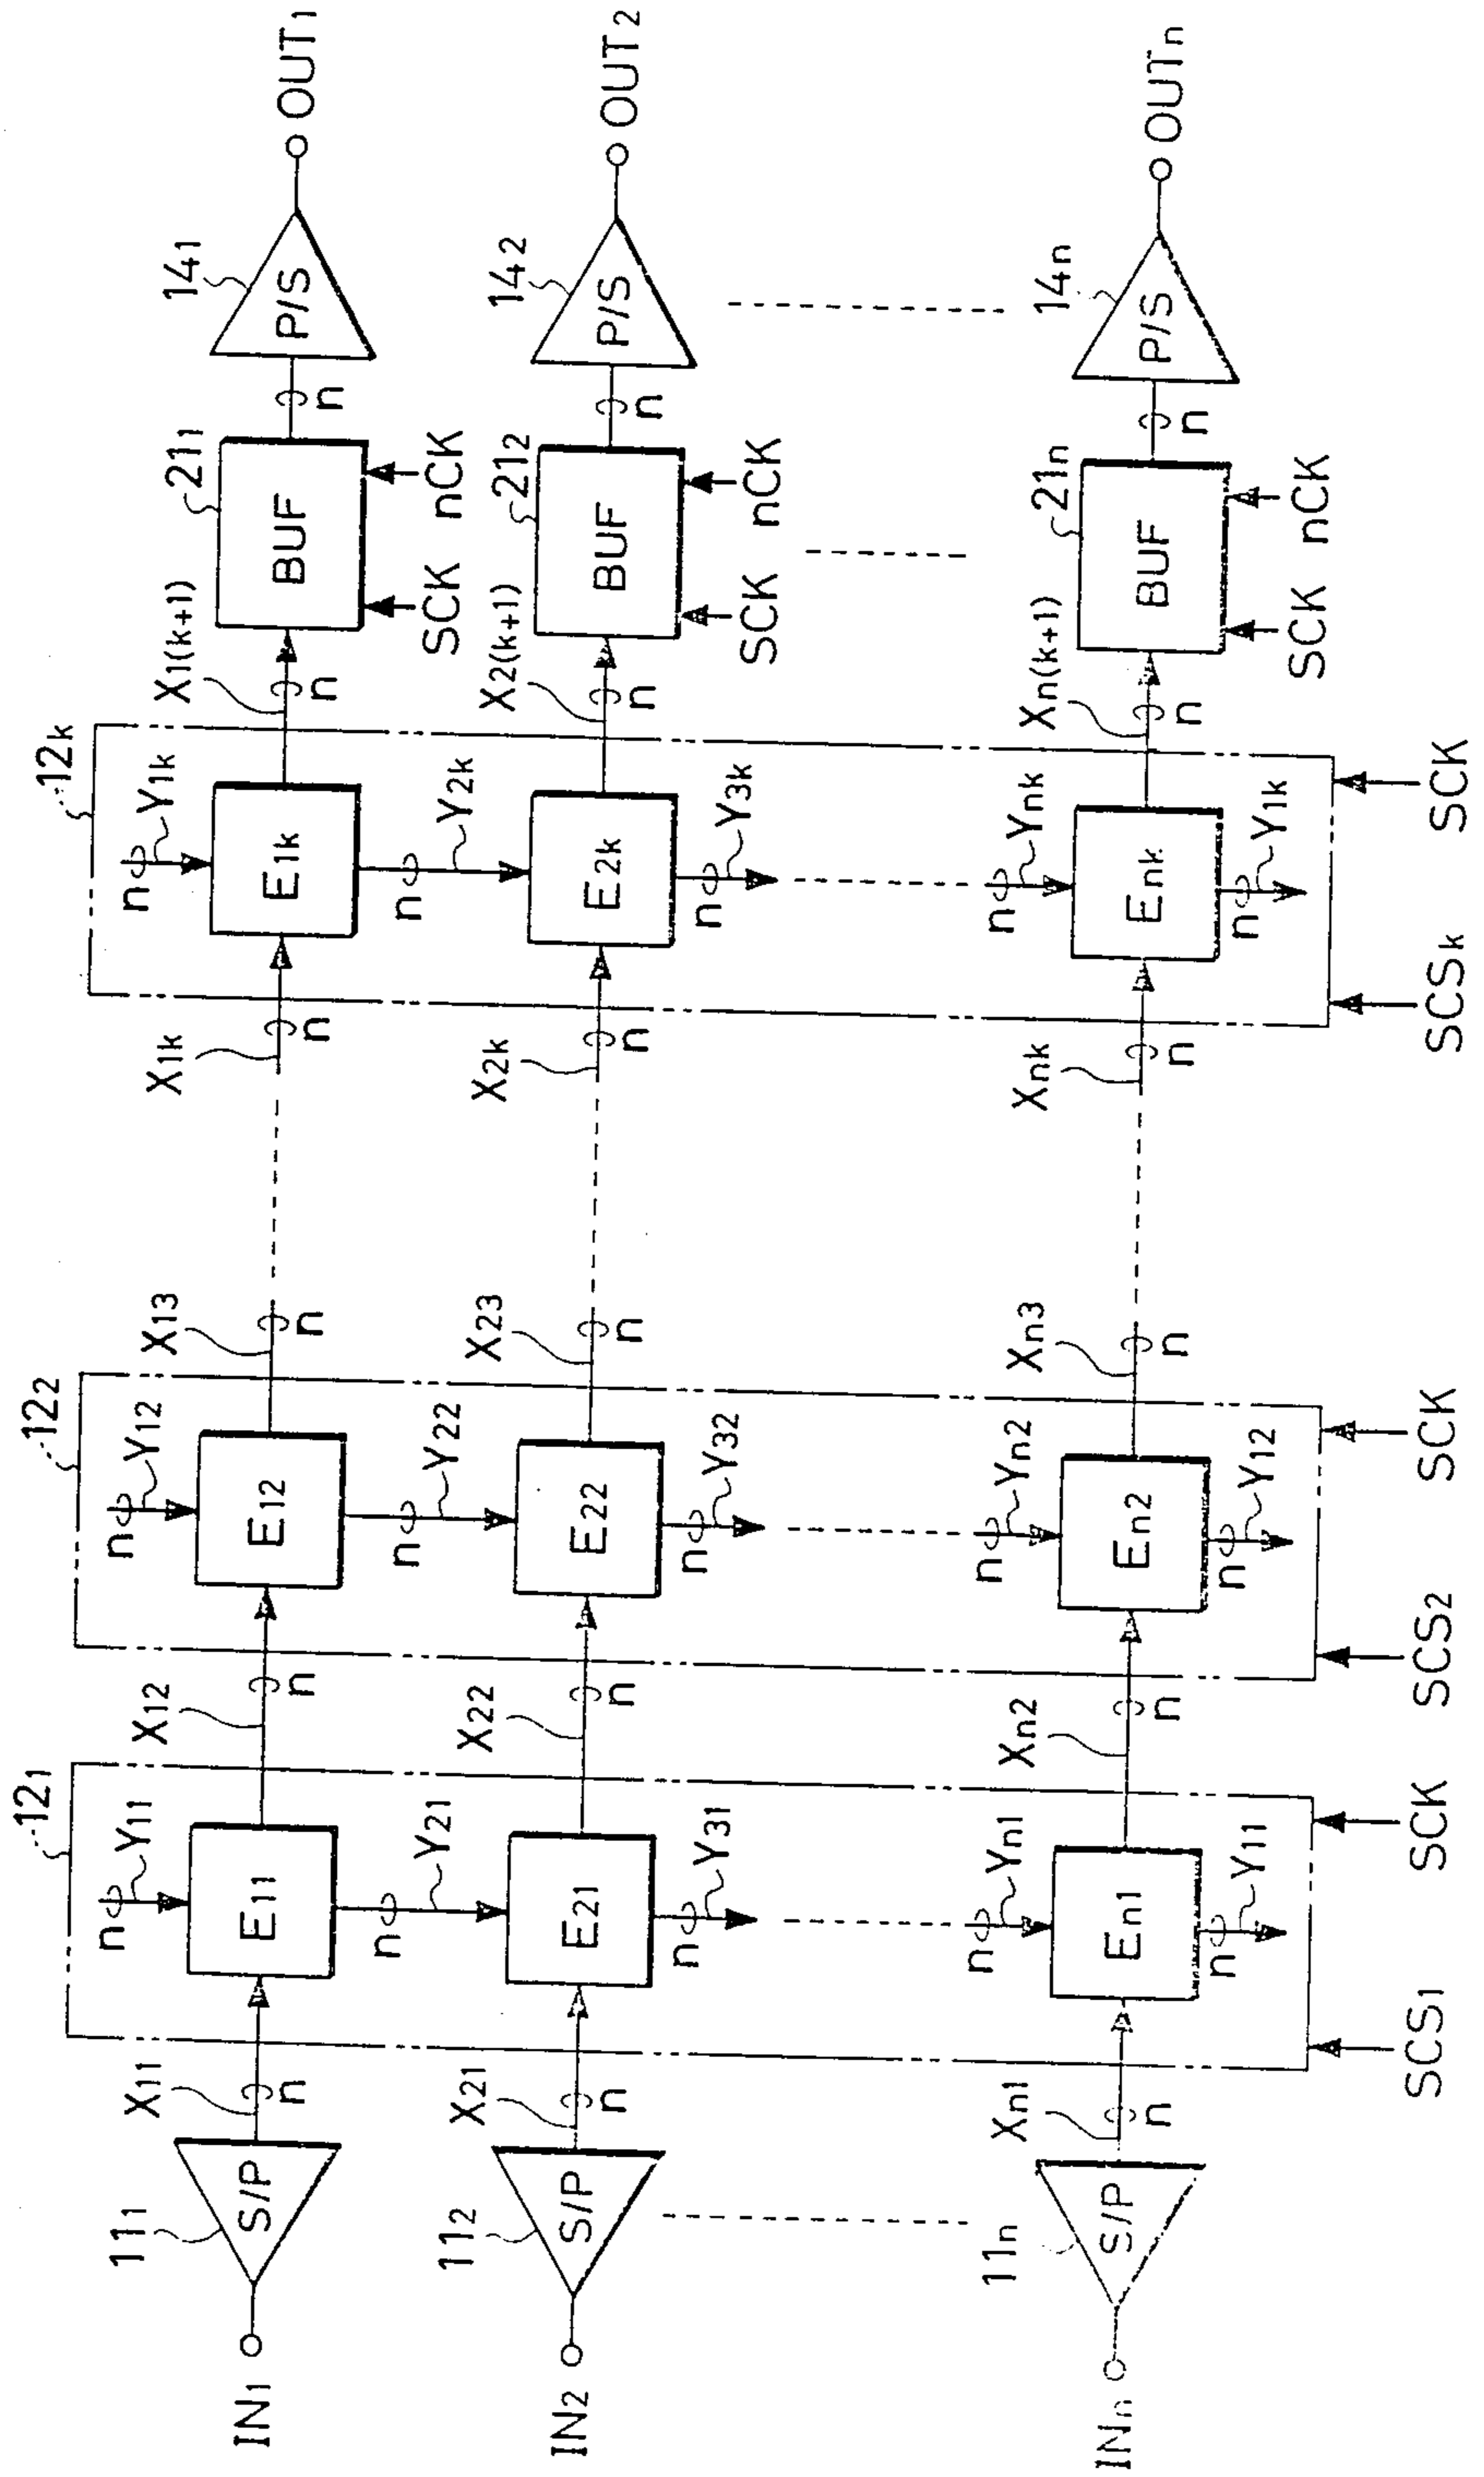 12₁
12₂
12k
Y₁₁
Y₁₂
Y₁k
n
n
n
11₁
X₁₁
X₁₂
X₁₃
X₁k
X₁(k+1)
21₁
14₁
IN₁
S/P
E₁₁
E₁₂
E₁k
BUF
P/S
OUT₁
n
n
n
n
n
n
SCK
nCK
n
Y₂₁
n
Y₂₂
n
Y₂k
11₂
X₂₁
X₂₂
X₂₃
X₂k
X₂(k+1)
21₂
14₂
IN₂
S/P
E₂₁
E₂₂
E₂k
BUF
P/S
OUT₂
n
n
n
n
n
n
SCK
nCK
n
Y₃₁
n
Y₃₂
n
Y₃k
n
Yn₁
n
Yn₂
n
Ynk
11n
Xn₁
Xn₂
Xn₃
Xnk
Xn(k+1)
21n
14n
INn
S/P
En₁
En₂
Enk
BUF
P/S
OUTn
n
n
n
n
n
n
SCK
nCK
n
Y₁₁
n
Y₁₂
n
Y₁k
SCS₁
SCK
SCS₂
SCK
SCSk
SCK